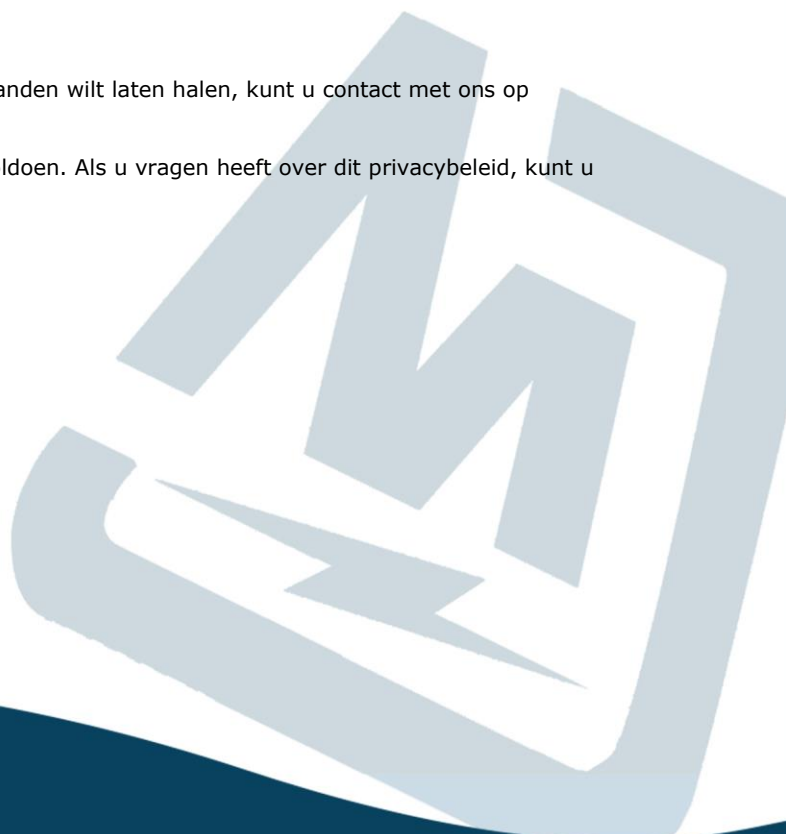 anden wilt laten halen, kunt u contact met ons op
ldoen. Als u vragen heeft over dit privacybeleid, kunt u